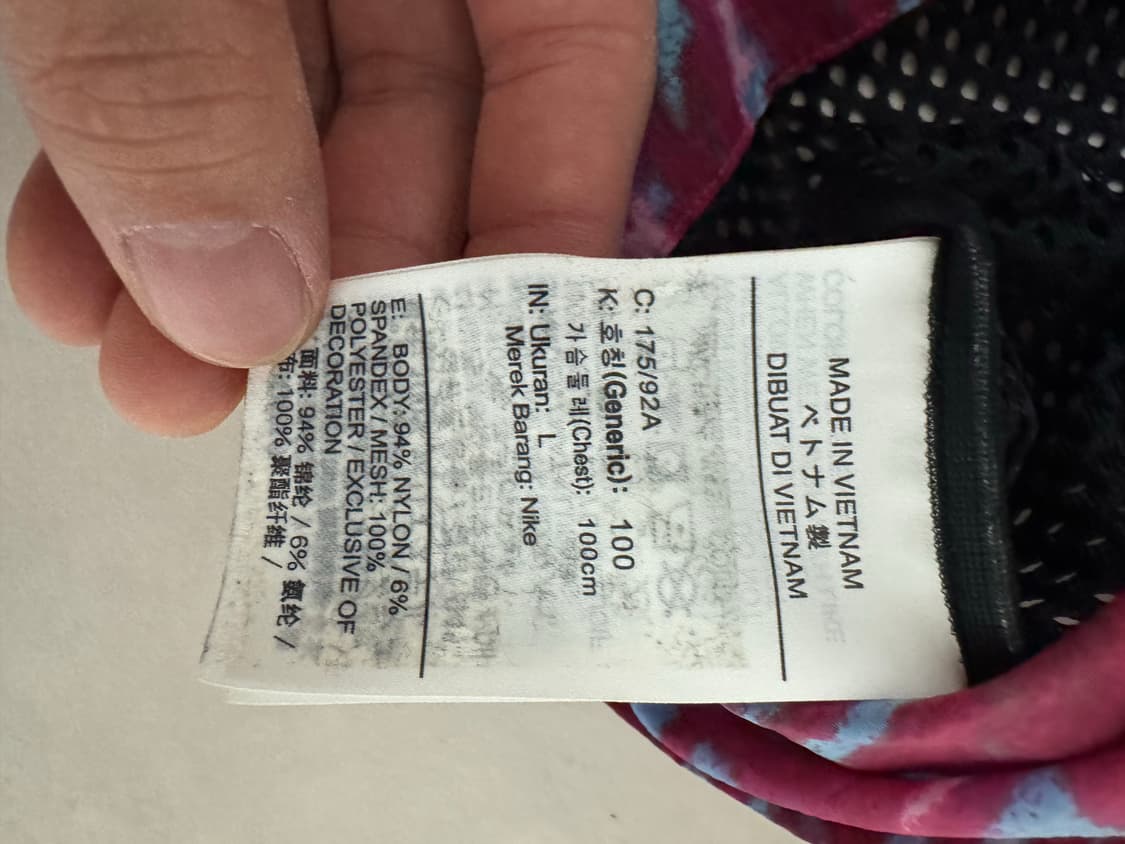 MADE IN VIETNAM
ベトナム製
DIBUAT DI VIETNAM
C: 175/92A
K: 호칭(Generic): 100
가슴둘레(Chest): 100cm
IN: Ukuran: L
Merek Barang: Nike
E: BODY: 94% NYLON / 6%
SPANDEX / MESH: 100%
POLYESTER / EXCLUSIVE OF
DECORATION
面料: 94% 锦纶 / 6% 氨纶 /
布: 100% 聚酯纤维 /